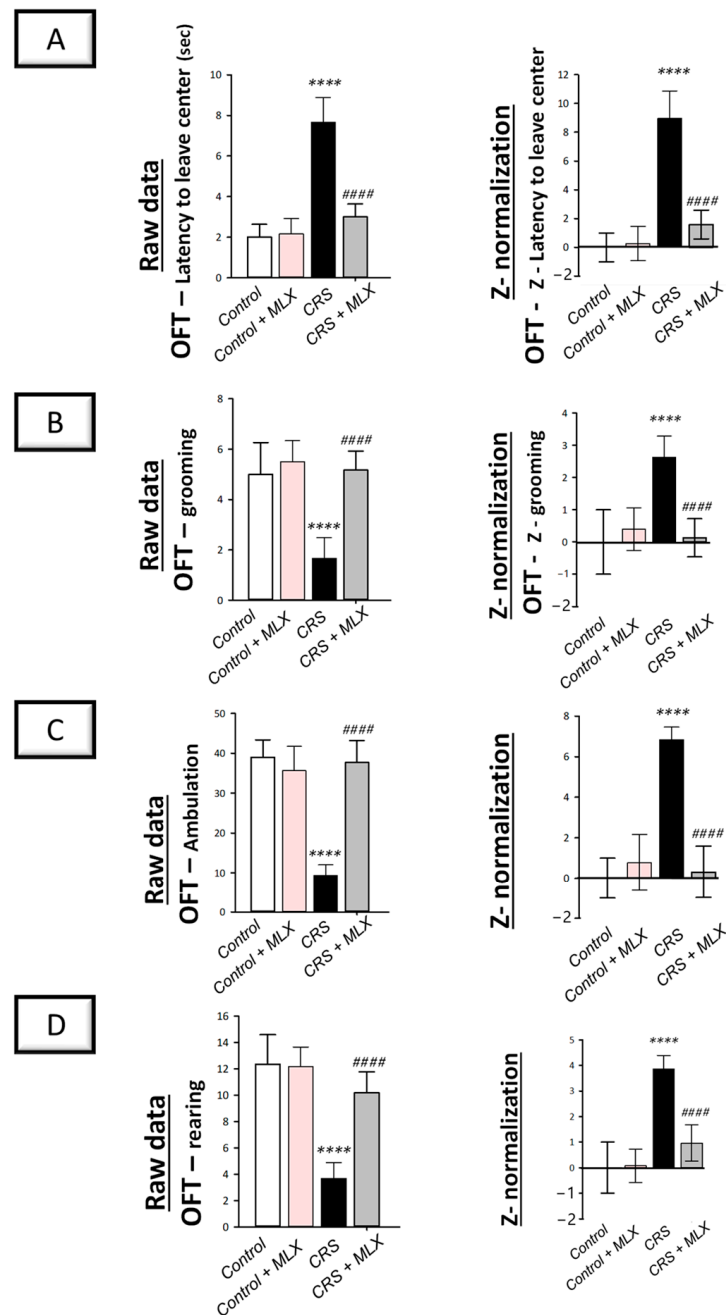 A
Raw data
OFT – Latency to leave center (sec)
10
8
6
4
2
0
****
####
Control
Control + MLX
CRS
CRS + MLX
Z- normalization
OFT - Z - Latency to leave center
12
10
8
6
4
2
0
−2
****
####
Control
Control + MLX
CRS
CRS + MLX
B
Raw data
OFT – grooming
8
6
4
2
0
****
####
Control
Control + MLX
CRS
CRS + MLX
Z- normalization
OFT - Z - grooming
4
3
2
1
0
−1
−2
****
####
Control
Control + MLX
CRS
CRS + MLX
C
Raw data
OFT – Ambulation
50
40
30
20
10
0
****
####
Control
Control + MLX
CRS
CRS + MLX
Z- normalization
8
6
4
2
0
−2
****
####
Control
Control + MLX
CRS
CRS + MLX
D
Raw data
OFT – rearing
16
14
12
10
8
6
4
2
0
****
####
Control
Control + MLX
CRS
CRS + MLX
Z- normalization
5
4
3
2
1
0
−1
−2
****
####
Control
Control + MLX
CRS
CRS + MLX